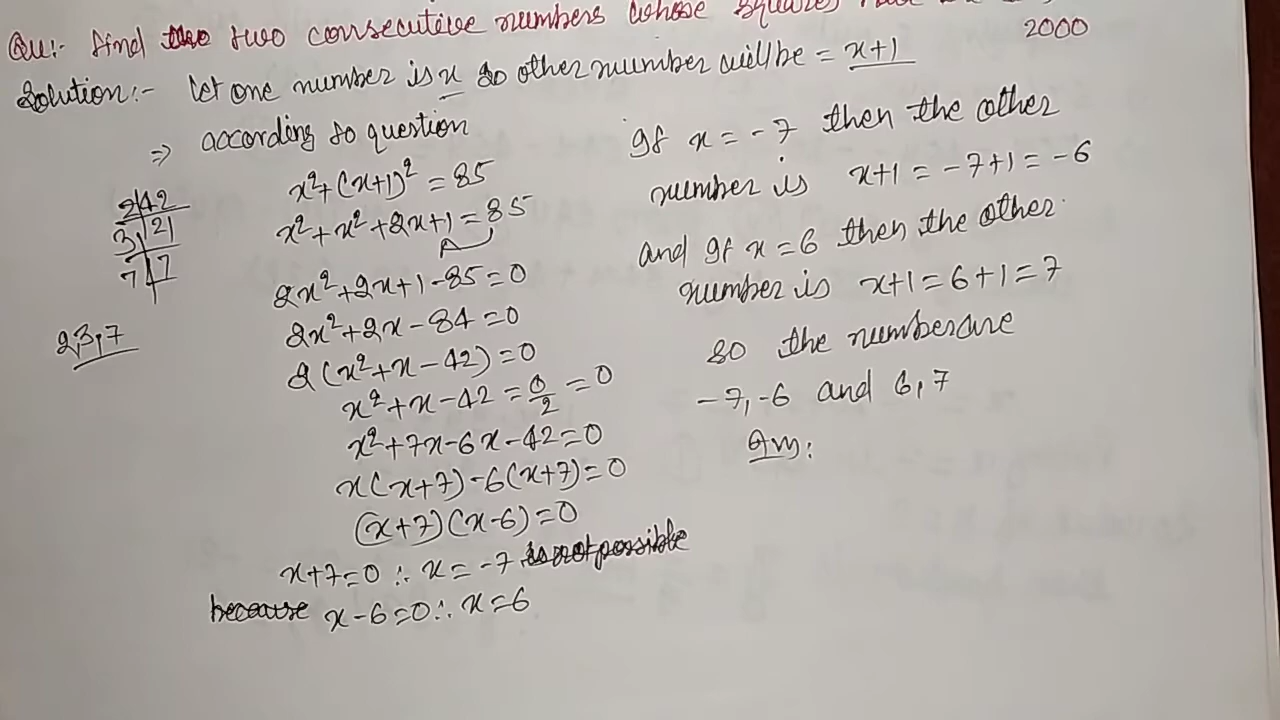 Qu:- find the two consecutive numbers whose squares
2000
Solution:- let one number is x so other number will be = x+1
⇒ according to question
x²+(x+1)² = 85
x²+x²+2x+1 = 85
2x²+2x+1-85=0
2x²+2x-84=0
2(x²+x-42)=0
x²+x-42 = 0/2 = 0
x²+7x-6x-42=0
x(x+7)-6(x+7)=0
(x+7)(x-6)=0
x+7=0 ∴ x=-7 is not possible
because x-6=0 ∴ x=6
2|42
3|21
7|7
2,3,7
If x = -7 then the other
number is x+1 = -7+1 = -6
and If x=6 then the other
number is x+1=6+1=7
so the number are
-7,-6 and 6,7
Ans: